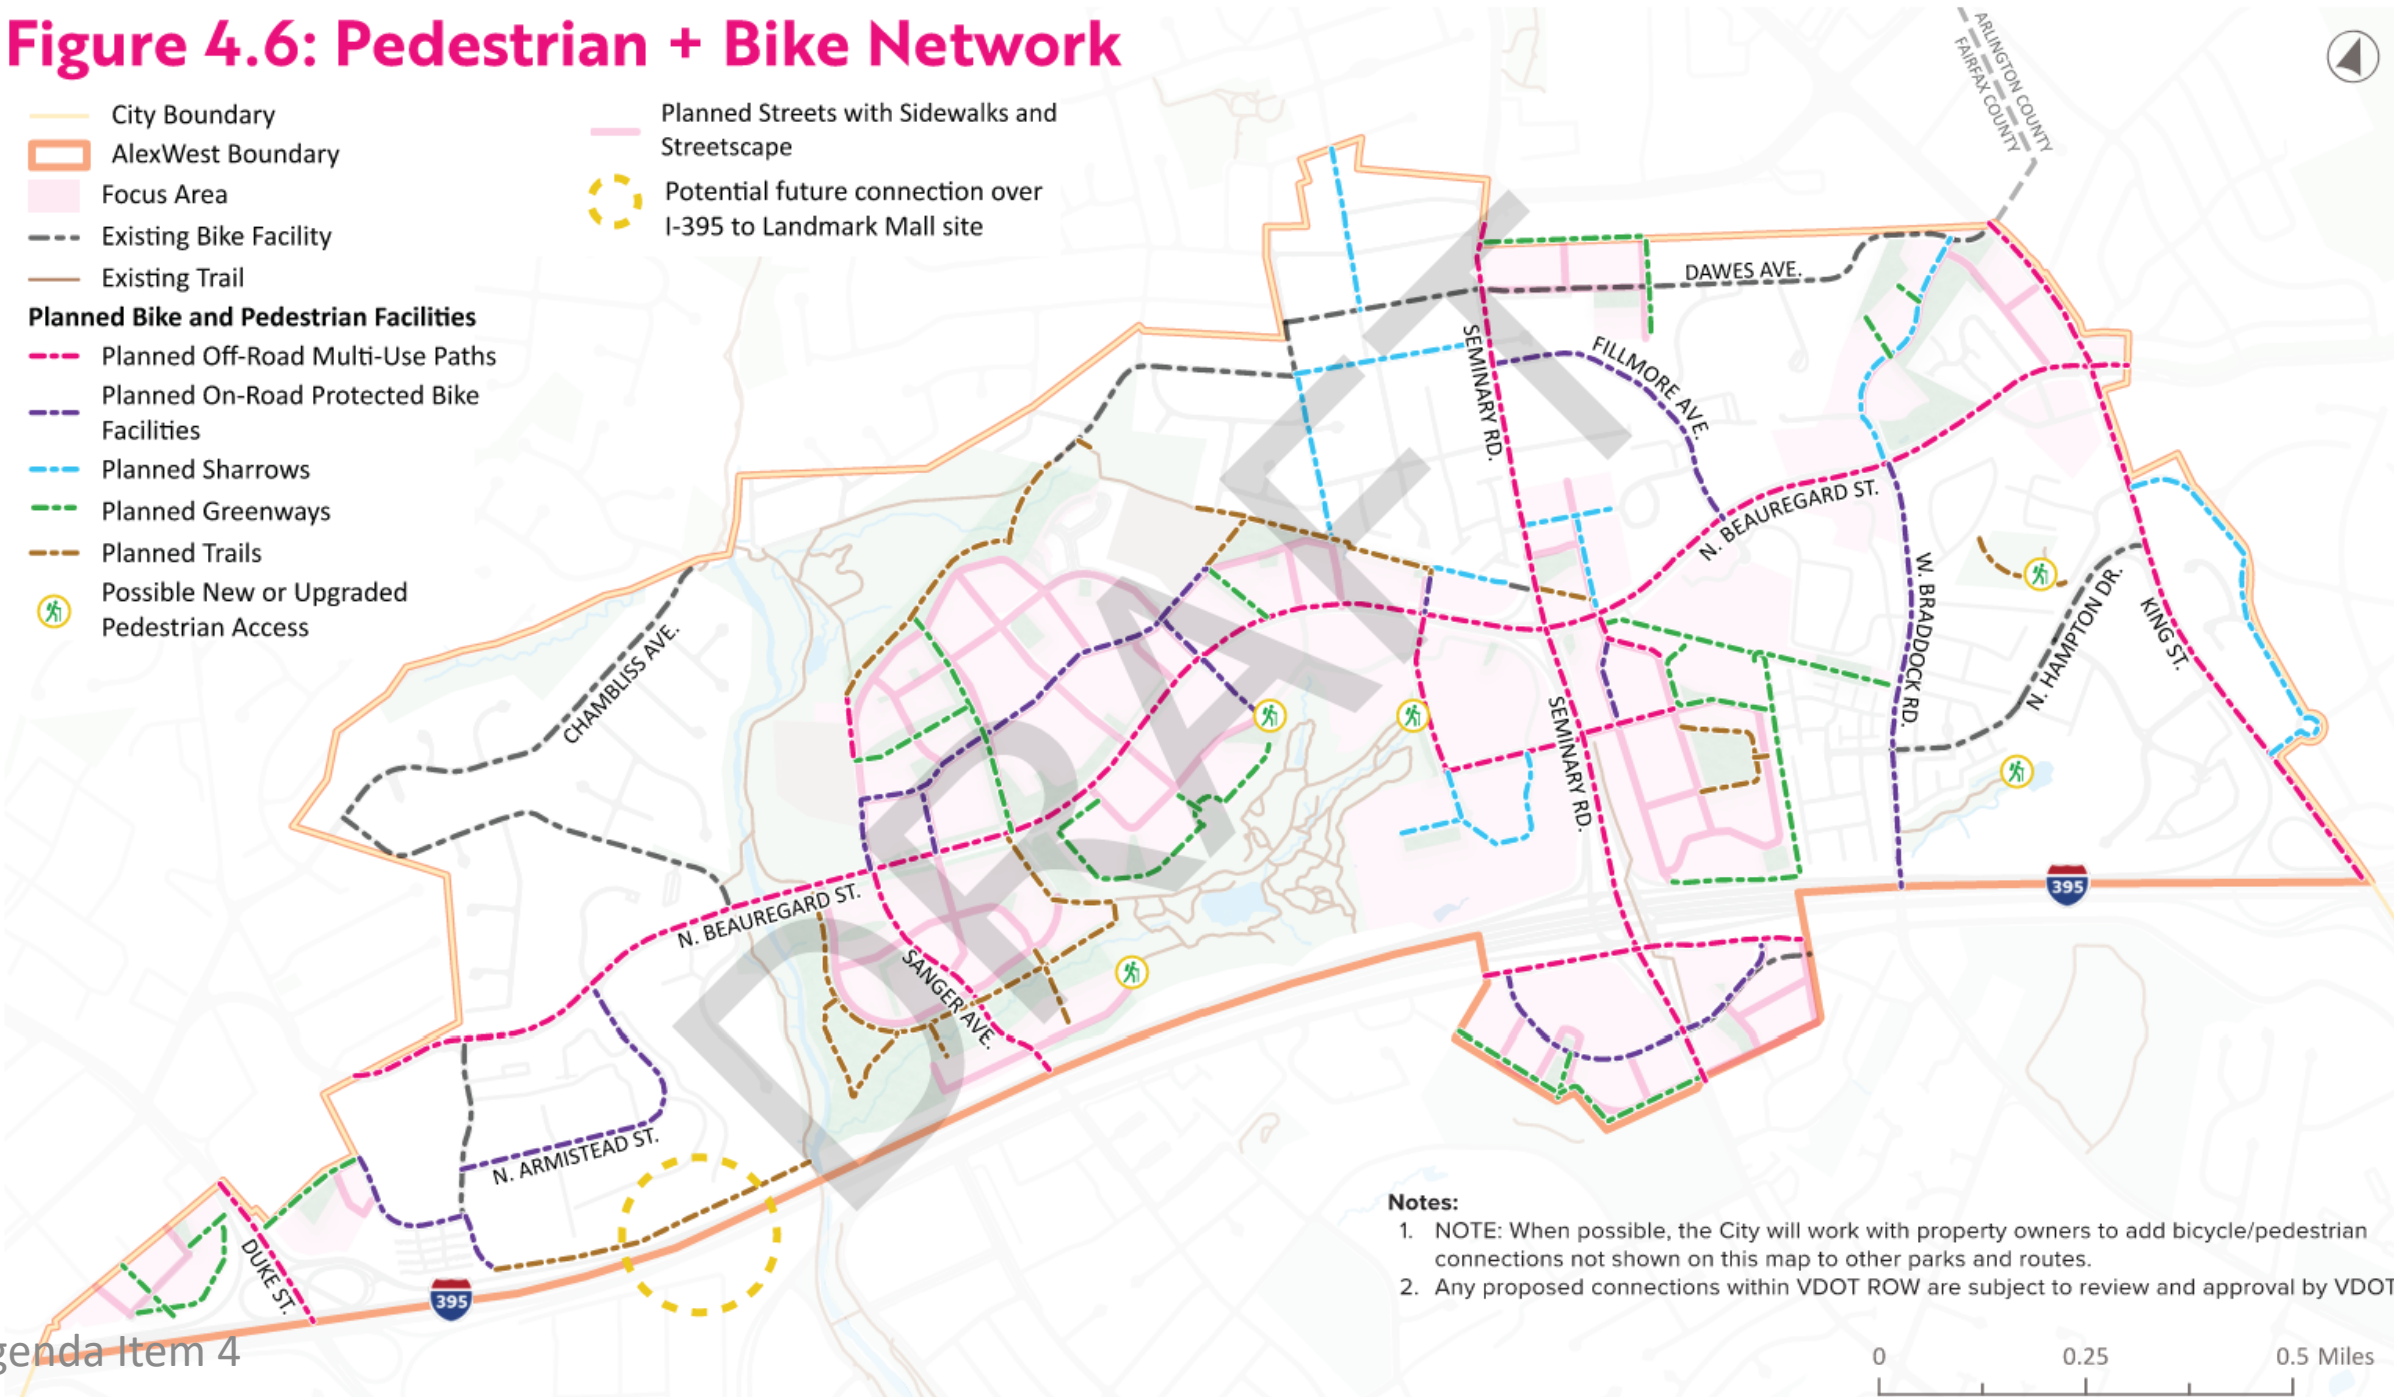 Figure 4.6: Pedestrian + Bike Network
City Boundary
AlexWest Boundary
Focus Area
Existing Bike Facility
Existing Trail
Planned Bike and Pedestrian Facilities
Planned Off-Road Multi-Use Paths
Planned On-Road Protected Bike
Facilities
Planned Sharrows
Planned Greenways
Planned Trails
Possible New or Upgraded
Pedestrian Access
Planned Streets with Sidewalks and
Streetscape
Potential future connection over
I-395 to Landmark Mall site
ARLINGTON COUNTY
FAIRFAX COUNTY
DAWES AVE.
SEMINARY RD.
FILLMORE AVE.
N. BEAUREGARD ST.
W. BRADDOCK RD.
N. HAMPTON DR.
KING ST.
CHAMBLISS AVE.
SEMINARY RD.
N. BEAUREGARD ST.
SANGER AVE.
N. ARMISTEAD ST.
DUKE ST.
395
395
DRAFT
Notes:
1. NOTE: When possible, the City will work with property owners to add bicycle/pedestrian
connections not shown on this map to other parks and routes.
2. Any proposed connections within VDOT ROW are subject to review and approval by VDOT
genda Item 4
0 0.25 0.5 Miles